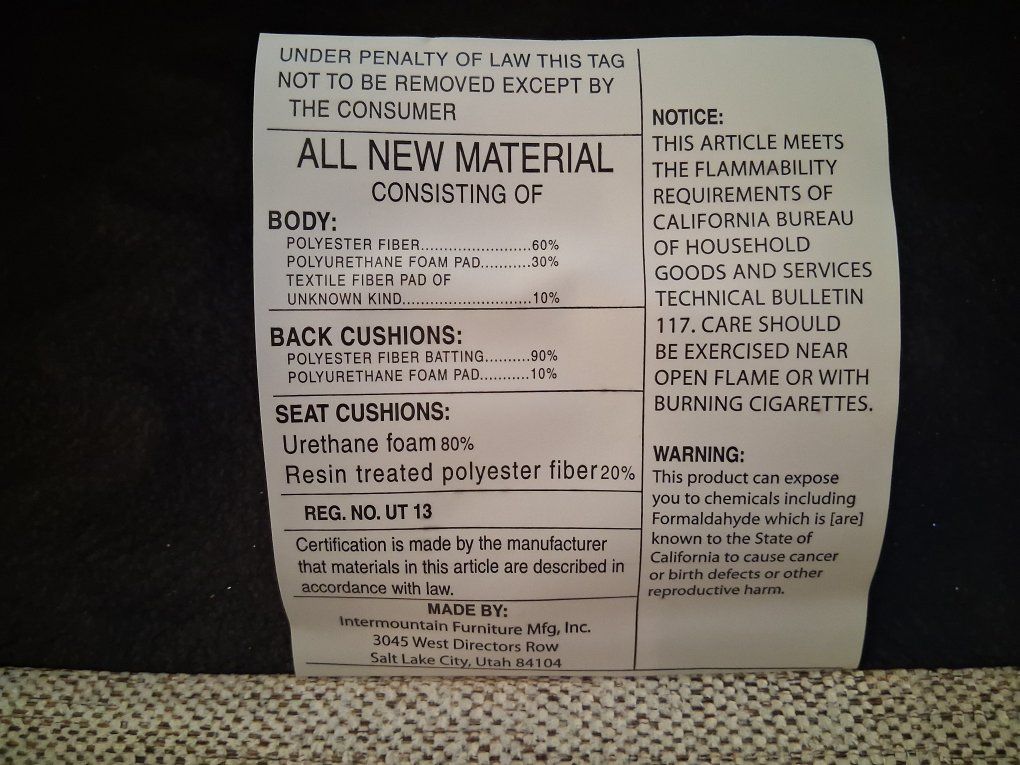 UNDER PENALTY OF LAW THIS TAG
NOT TO BE REMOVED EXCEPT BY
THE CONSUMER
ALL NEW MATERIAL
CONSISTING OF
BODY:
POLYESTER FIBER.......................60%
POLYURETHANE FOAM PAD..........30%
TEXTILE FIBER PAD OF
UNKNOWN KIND...........................10%
BACK CUSHIONS:
POLYESTER FIBER BATTING..........90%
POLYURETHANE FOAM PAD...........10%
SEAT CUSHIONS:
Urethane foam 80%
Resin treated polyester fiber 20%
REG. NO. UT 13
Certification is made by the manufacturer
that materials in this article are described in
accordance with law.
MADE BY:
Intermountain Furniture Mfg, Inc.
3045 West Directors Row
Salt Lake City, Utah 84104
NOTICE:
THIS ARTICLE MEETS
THE FLAMMABILITY
REQUIREMENTS OF
CALIFORNIA BUREAU
OF HOUSEHOLD
GOODS AND SERVICES
TECHNICAL BULLETIN
117. CARE SHOULD
BE EXERCISED NEAR
OPEN FLAME OR WITH
BURNING CIGARETTES.
WARNING:
This product can expose
you to chemicals including
Formaldahyde which is [are]
known to the State of
California to cause cancer
or birth defects or other
reproductive harm.